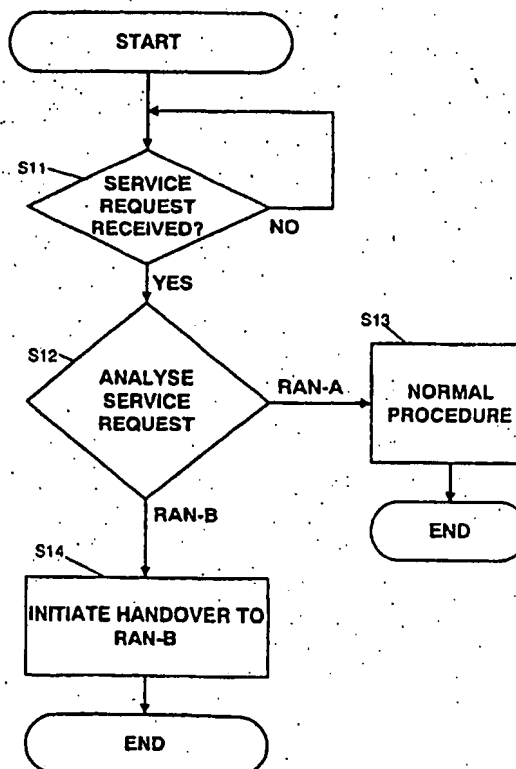 START
S11
SERVICE
REQUEST
RECEIVED?
NO
YES
S12
ANALYSE
SERVICE
REQUEST
RAN-A
S13
NORMAL
PROCEDURE
END
RAN-B
S14
INITIATE HANDOVER TO
RAN-B
END